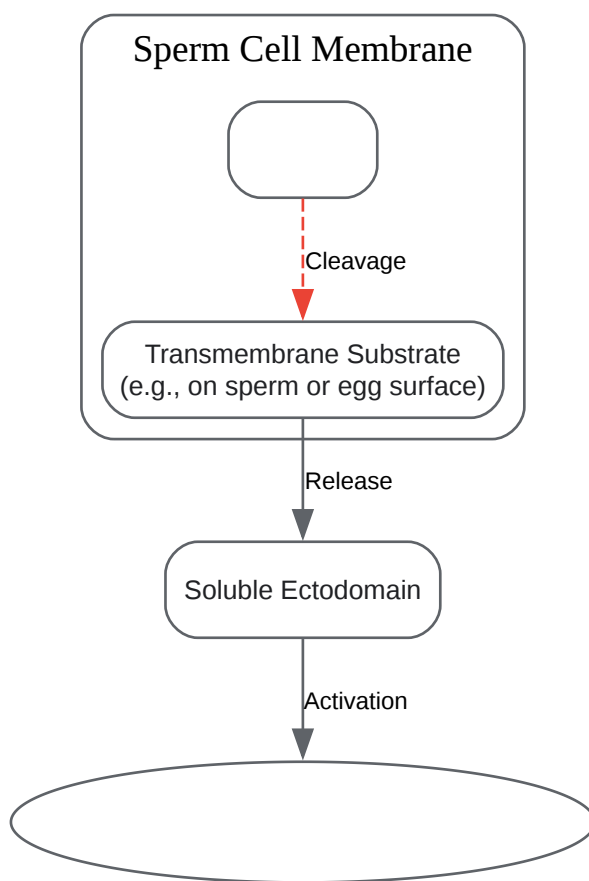 Sperm Cell Membrane
Cleavage
Transmembrane Substrate
(e.g., on sperm or egg surface)
Release
Soluble Ectodomain
Activation